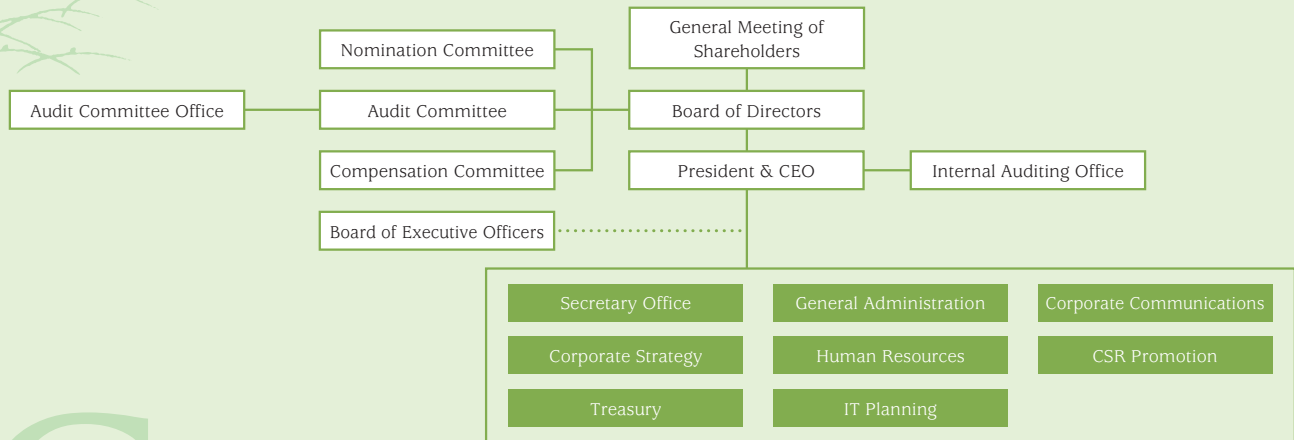 General Meeting of
Shareholders
Nomination Committee
Audit Committee Office
Audit Committee
Board of Directors
Compensation Committee
President & CEO
Internal Auditing Office
Board of Executive Officers
Secretary Office
General Administration
Corporate Communications
Corporate Strategy
Human Resources
CSR Promotion
Treasury
IT Planning